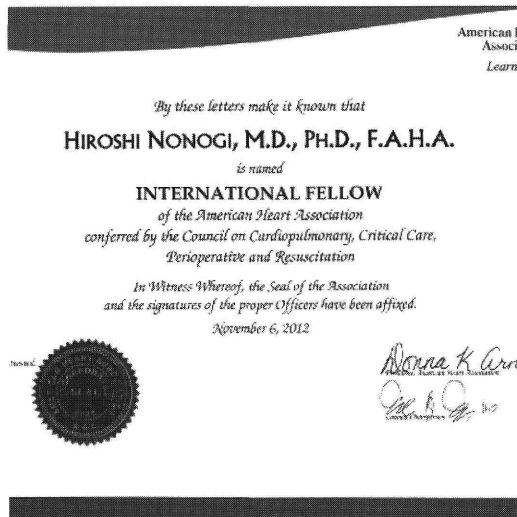 American
Associ
Learn
By these letters make it known that
HIROSHI NONOGI, M.D., PH.D., F.A.H.A.
is named
INTERNATIONAL FELLOW
of the American Heart Association
conferred by the Council on Cardiopulmonary, Critical Care,
Perioperative and Resuscitation
In Witness Whereof, the Seal of the Association
and the signatures of the proper Officers have been affixed.
November 6, 2012
Donna K Arn